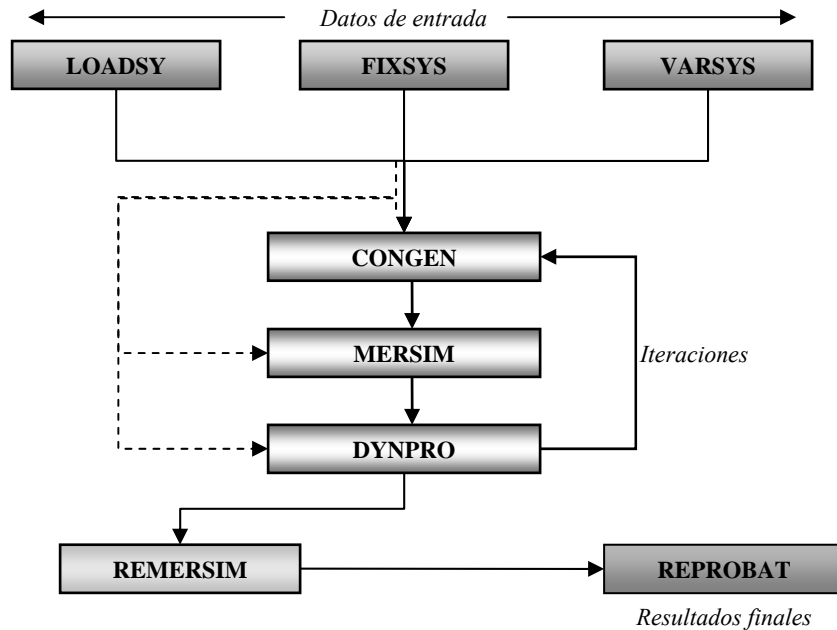 Datos de entrada
LOADSY
FIXSYS
VARSYS
CONGEN
MERSIM
Iteraciones
DYNPRO
REMERSIM
REPROBAT
Resultados finales